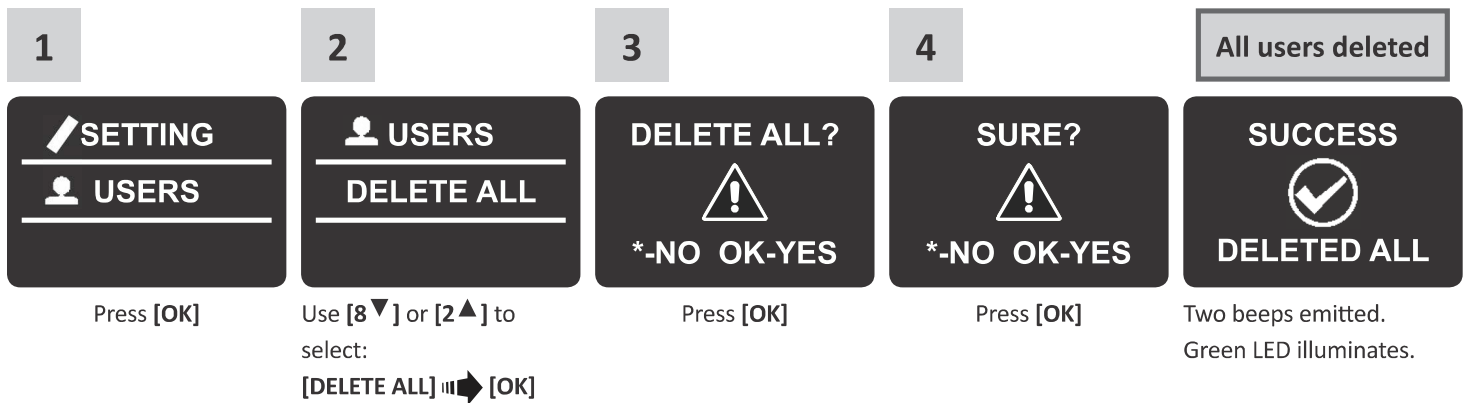 1
SETTING
USERS
Press [OK]
2
USERS
DELETE ALL
Use [8▼] or [2▲] to
select:
[DELETE ALL] [OK]
3
DELETE ALL?
*-NO OK-YES
Press [OK]
4
SURE?
*-NO OK-YES
Press [OK]
All users deleted
SUCCESS
DELETED ALL
Two beeps emitted.
Green LED illuminates.